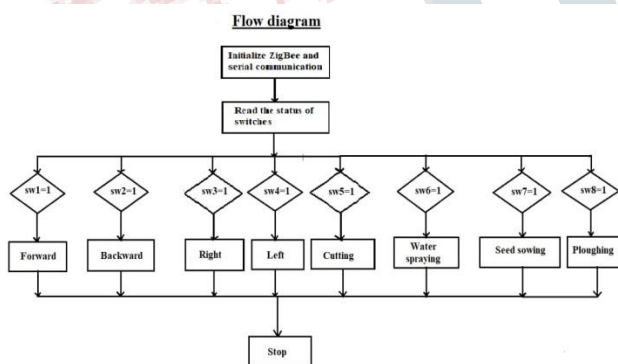 Flow diagram
Initialize ZigBee and
serial communication
Read the status of
switches
sw1=1
sw2=1
sw3=1
sw4=1
sw5=1
sw6=1
sw7=1
sw8=1
Forward
Backward
Right
Left
Cutting
Water
spraying
Seed sowing
Ploughing
Stop